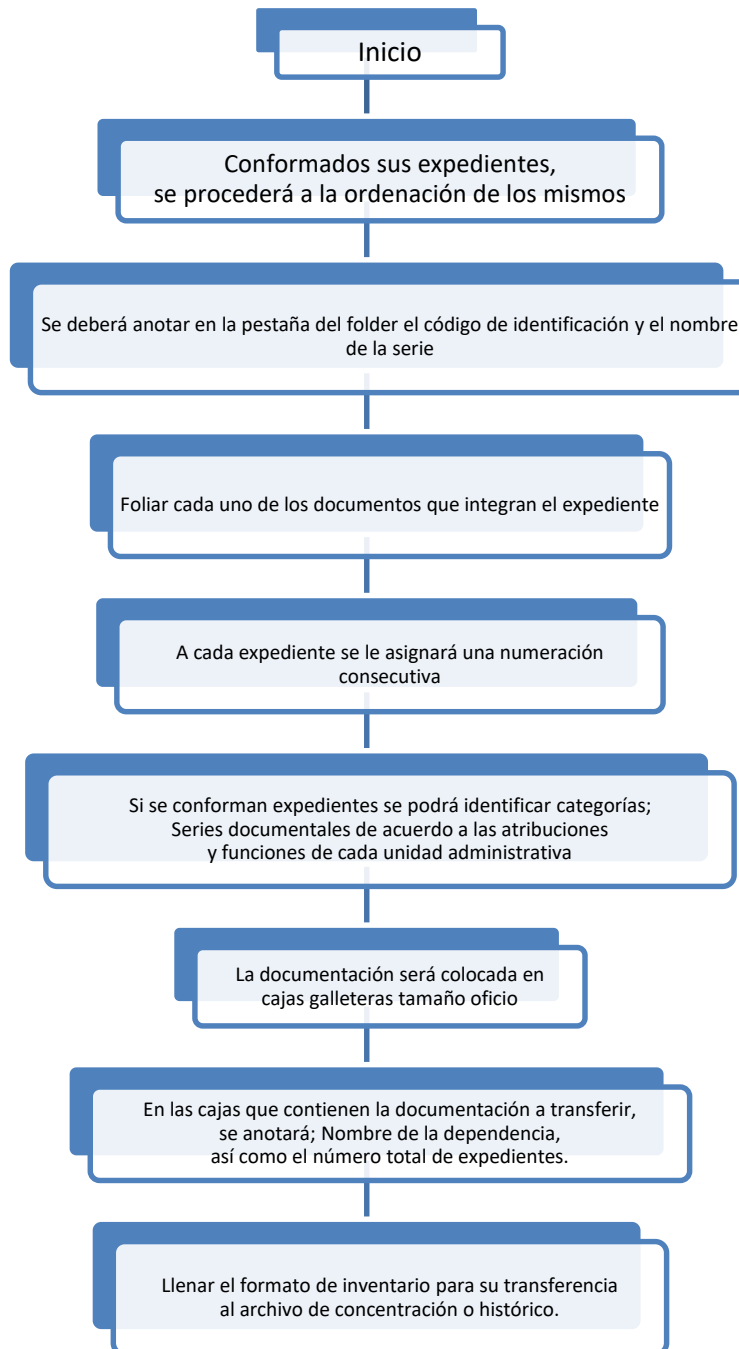 Inicio
Conformados sus expedientes,
se procederá a la ordenación de los mismos
Se deberá anotar en la pestaña del folder el código de identificación y el nombre
de la serie
Foliar cada uno de los documentos que integran el expediente
A cada expediente se le asignará una numeración
consecutiva
Si se conforman expedientes se podrá identificar categorías;
Series documentales de acuerdo a las atribuciones
y funciones de cada unidad administrativa
La documentación será colocada en
cajas galleteras tamaño oficio
En las cajas que contienen la documentación a transferir,
se anotará; Nombre de la dependencia,
así como el número total de expedientes.
Llenar el formato de inventario para su transferencia
al archivo de concentración o histórico.